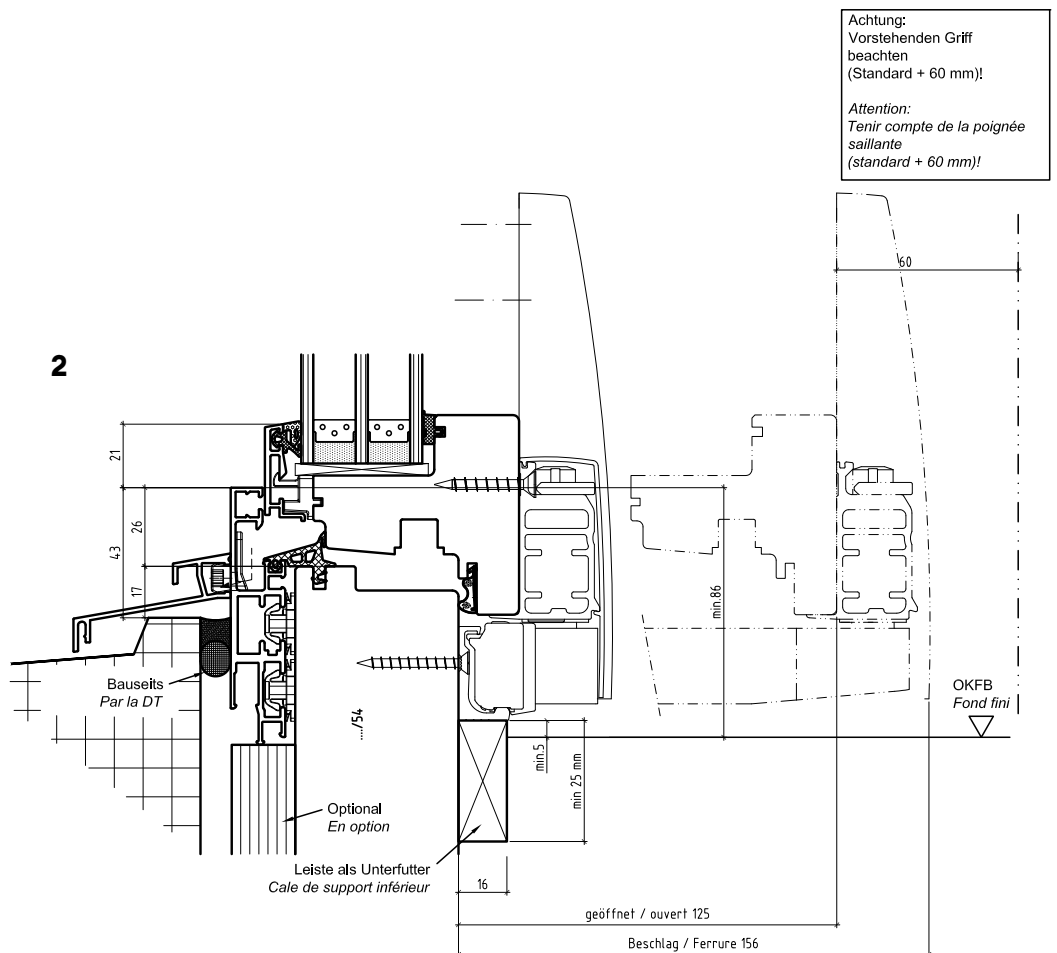 Achtung:
Vorstehenden Griff
beachten
(Standard + 60 mm)!
Attention:
Tenir compte de la poignée
saillante
(standard + 60 mm)!
60
2
21
26
43
17
min.86
Bauseits
Par la DT
OKFB
Fond fini
.../54
min.5
min 25 mm
Optional
En option
Leiste als Unterfutter
Cale de support inférieur
16
geöffnet / ouvert 125
Beschlag / Ferrure 156